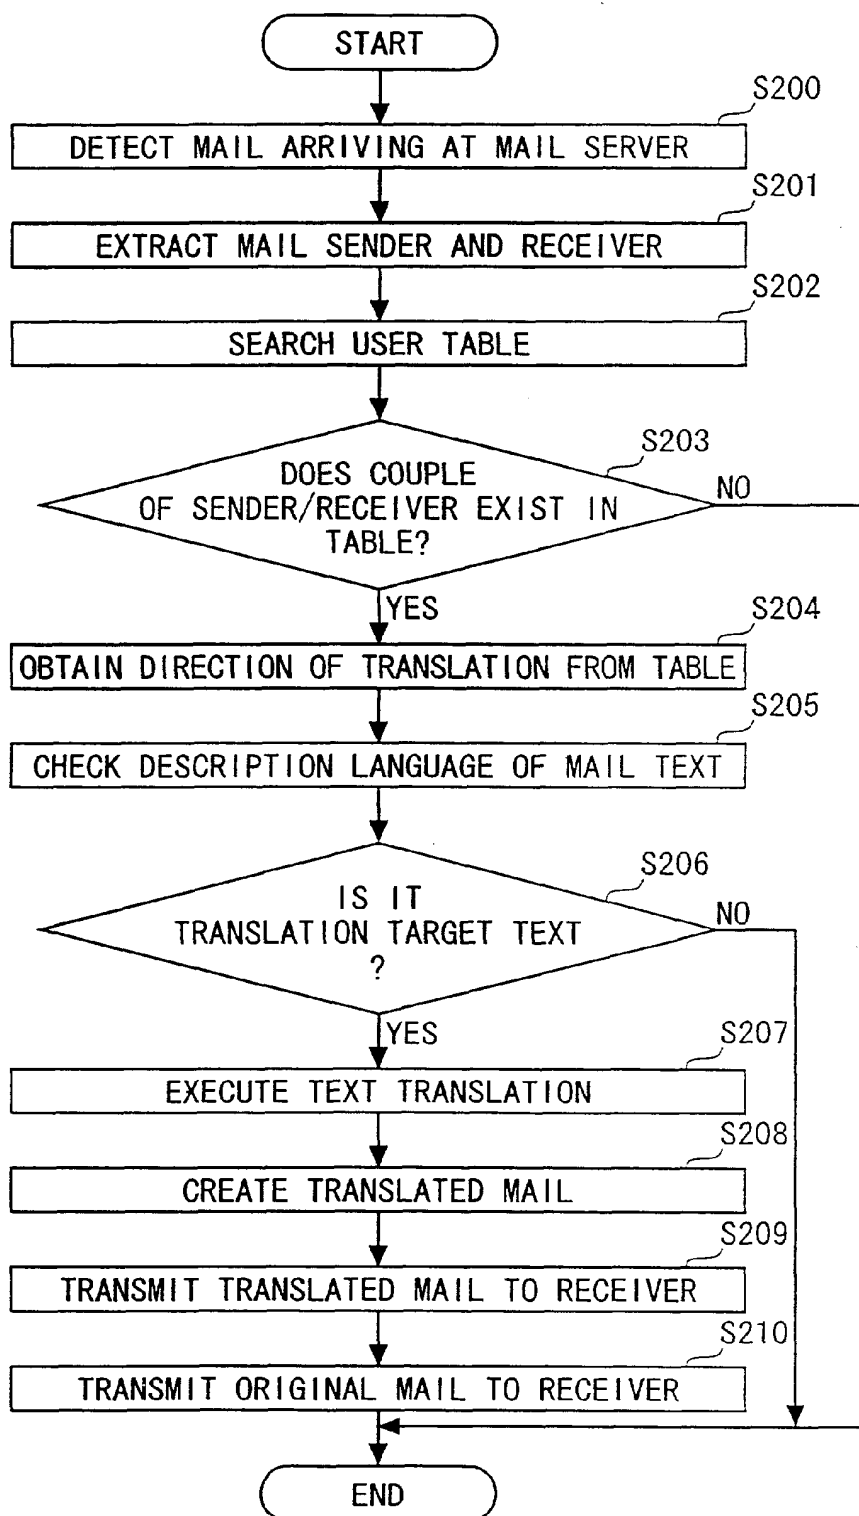 START
S200
DETECT MAIL ARRIVING AT MAIL SERVER
S201
EXTRACT MAIL SENDER AND RECEIVER
S202
SEARCH USER TABLE
S203
DOES COUPLE
OF SENDER/RECEIVER EXIST IN
TABLE?
NO
YES
S204
OBTAIN DIRECTION OF TRANSLATION FROM TABLE
S205
CHECK DESCRIPTION LANGUAGE OF MAIL TEXT
S206
IS IT
TRANSLATION TARGET TEXT
?
NO
YES
S207
EXECUTE TEXT TRANSLATION
S208
CREATE TRANSLATED MAIL
S209
TRANSMIT TRANSLATED MAIL TO RECEIVER
S210
TRANSMIT ORIGINAL MAIL TO RECEIVER
END